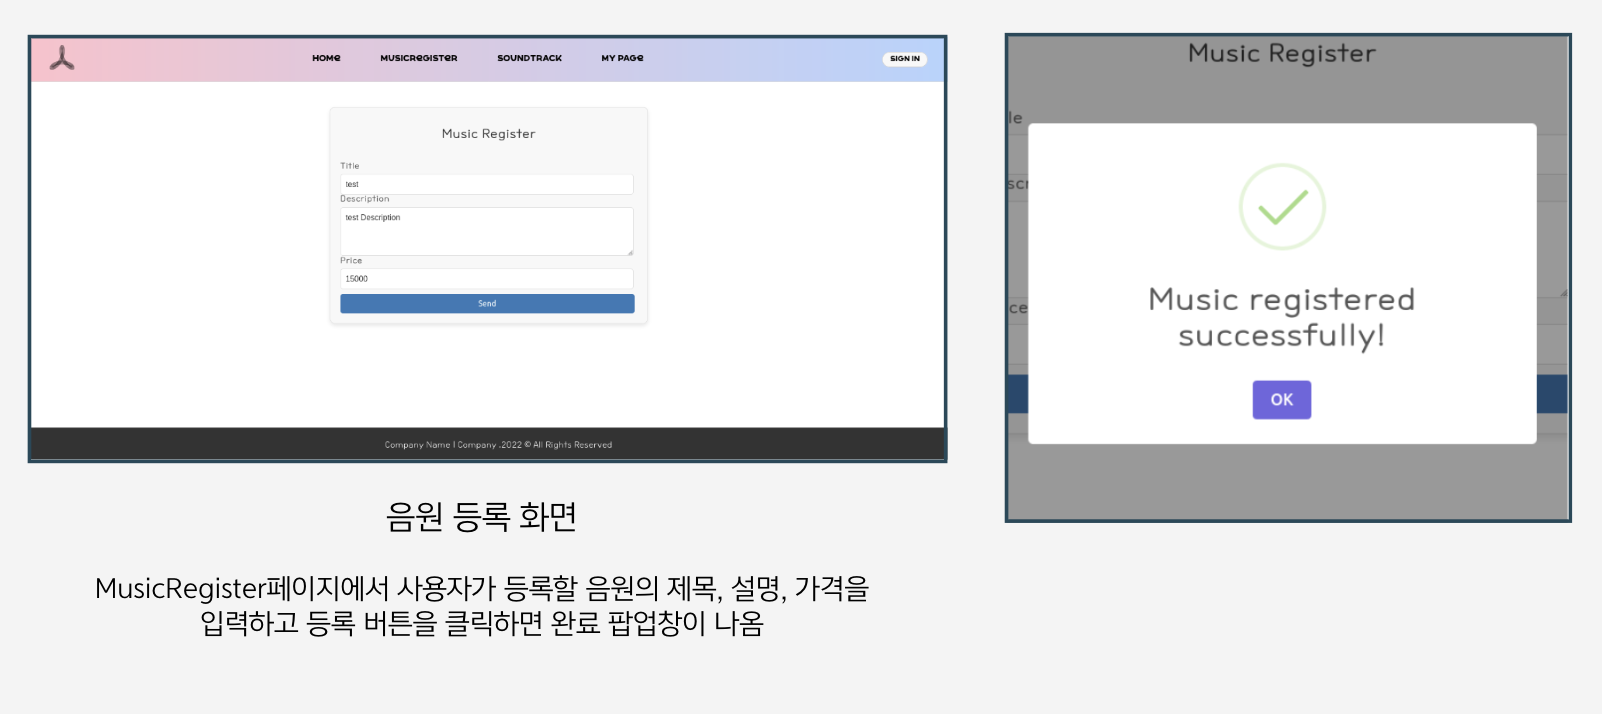 HOME
MUSICREGISTER
SOUNDTRACK
MY PAGE
SIGN IN
Music Register
Title
test
Description
test Description
Price
15000
Send
Company Name | Company .2022 © All Rights Reserved
음원 등록 화면
MusicRegister페이지에서 사용자가 등록할 음원의 제목, 설명, 가격을
입력하고 등록 버튼을 클릭하면 완료 팝업창이 나옴
Music Register
le
scr
ce
Music registered
successfully!
OK